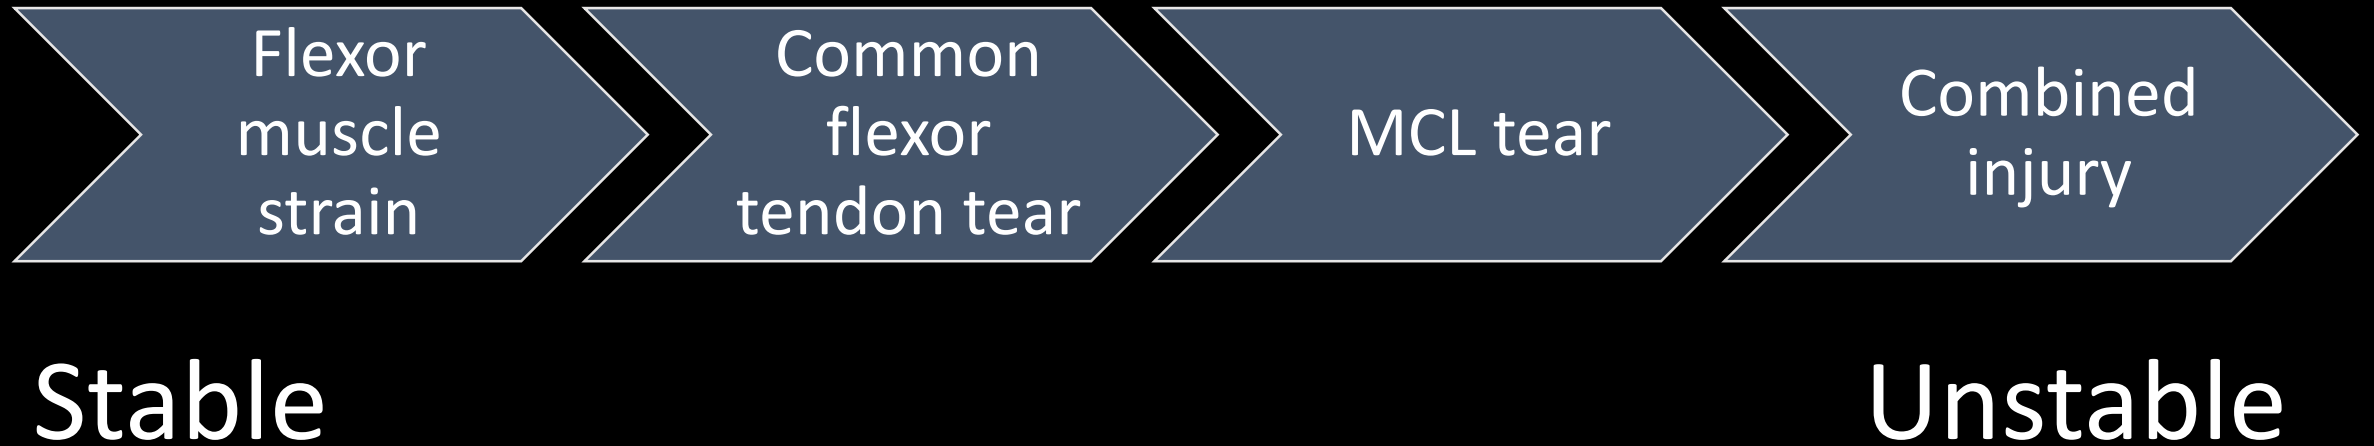 Flexor
muscle
strain
Common
flexor
tendon tear
MCL tear
Combined
injury
Stable
Unstable